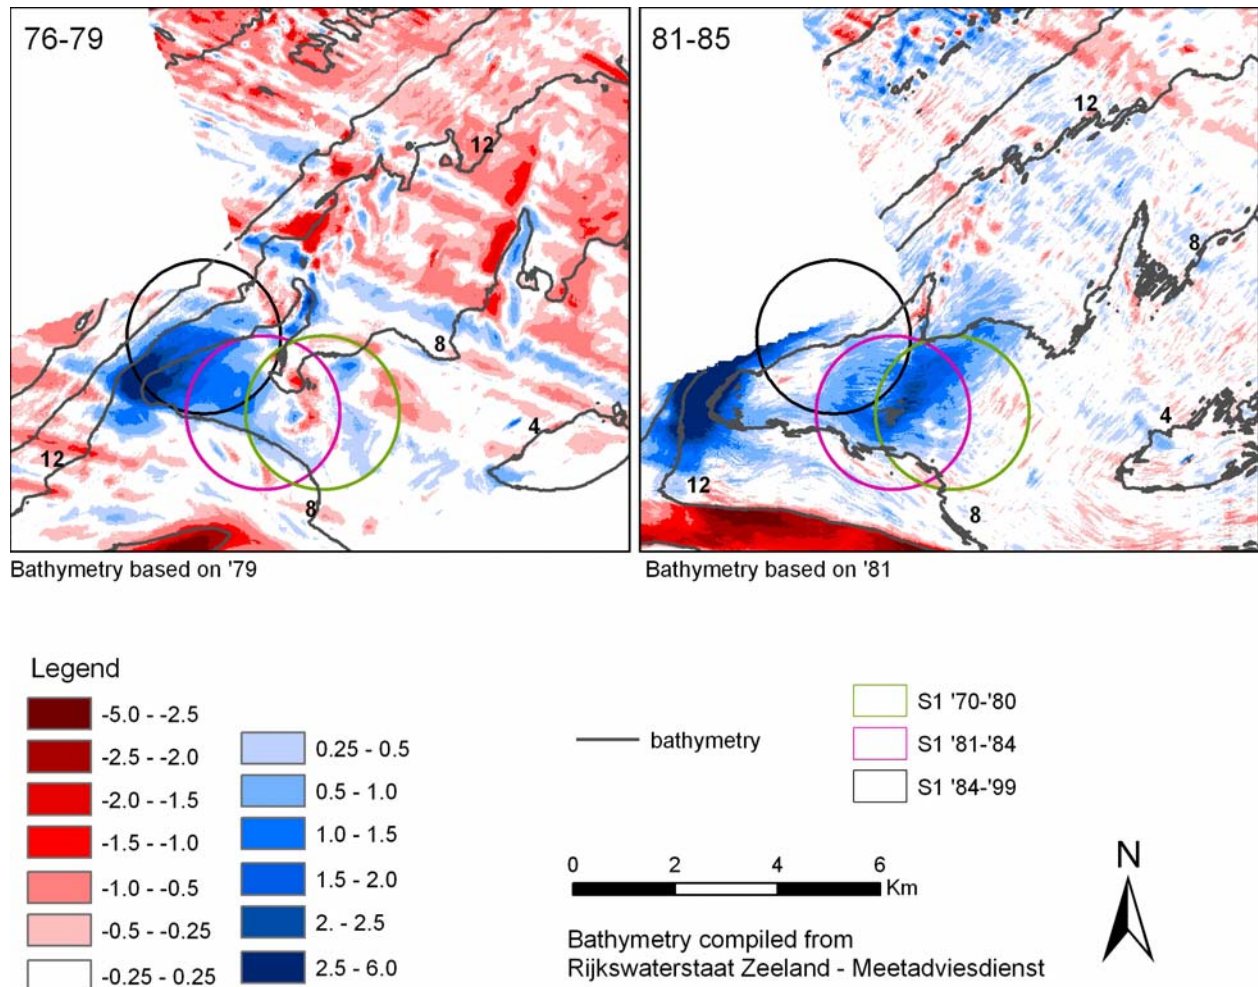 76-79
81-85
12
12
8
8
4
4
12
12
8
8
Bathymetry based on '79
Bathymetry based on '81
Legend
-5.0 - -2.5
-2.5 - -2.0
-2.0 - -1.5
-1.5 - -1.0
-1.0 - -0.5
-0.5 - -0.25
-0.25 - 0.25
0.25 - 0.5
0.5 - 1.0
1.0 - 1.5
1.5 - 2.0
2. - 2.5
2.5 - 6.0
bathymetry
S1 '70-'80
S1 '81-'84
S1 '84-'99
0 2 4 6
Km
N
Bathymetry compiled from
Rijkswaterstaat Zeeland - Meetadviesdienst